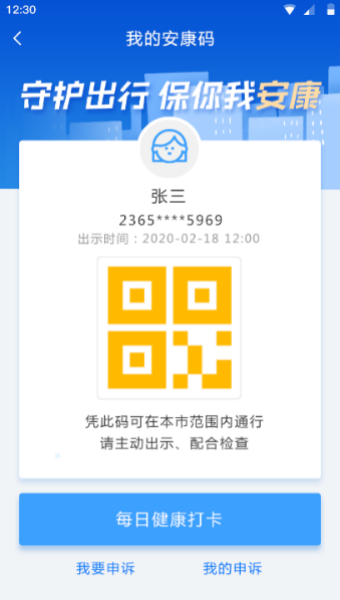 12:30
我的安康码
守护出行 保你我安康
张三
2365****5969
出示时间：2020-02-18 12:00
凭此码可在本市范围内通行
请主动出示、配合检查
每日健康打卡
我要申诉
我的申诉